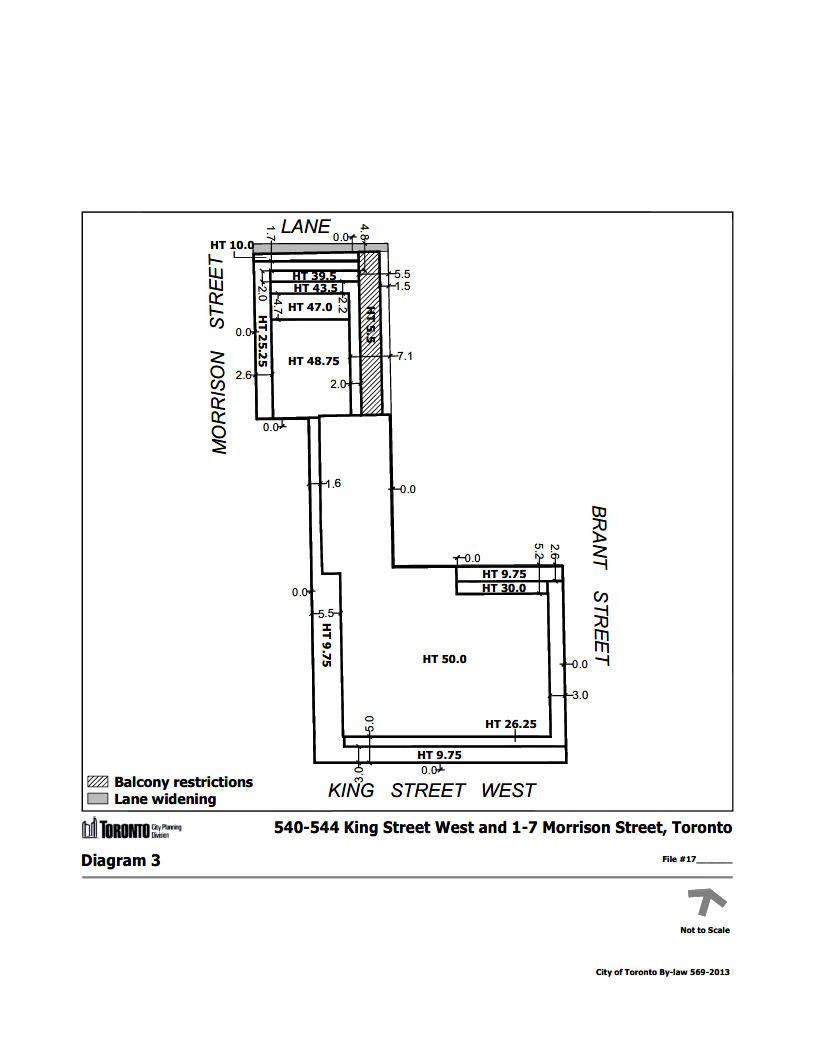 LANE
1.7
0.0
4.8
HT 10.0
MORRISON STREET
HT 39.5
5.5
2.0
HT 43.5
1.5
4.7
HT 47.0
2.2
HT 5.5
0.0
HT 25.25
HT 48.75
7.1
2.6
2.0
0.0
1.6
0.0
BRANT STREET
0.0
5.2
2.6
HT 9.75
HT 30.0
0.0
5.5
HT 9.75
HT 50.0
0.0
3.0
5.0
HT 26.25
HT 9.75
3.0
0.0
KING STREET WEST
Balcony restrictions
Lane widening
TORONTO City Planning
Division
540-544 King Street West and 1-7 Morrison Street, Toronto
Diagram 3
File #17_______
Not to Scale
City of Toronto By-law 569-2013